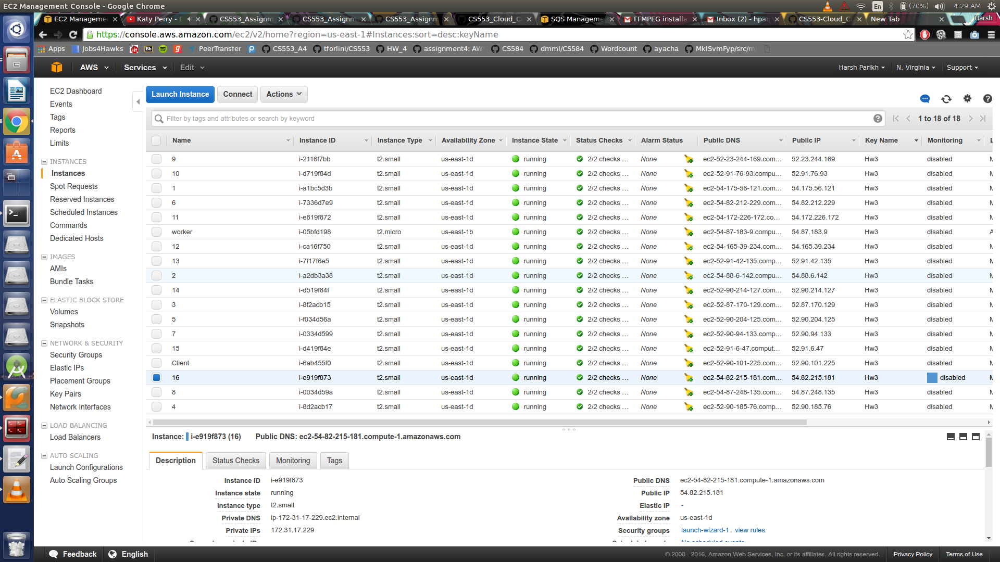 EC2 Management Console - Google Chrome
En (70%) 4:29 AM
EC2 Manageme Katy Perry - CS553_Assignm CS553_Assignm CS553_Assignm CS553_Cloud_C SQS Manageme FFMPEG installa Inbox (2) - hpar CS553-Cloud_C New Tab Harsh
https://console.aws.amazon.com/ec2/v2/home?region=us-east-1#Instances:sort=desc:keyName
Apps Jobs4Hawks Bb PeerTransfer CS553_A4 tforlini/CS553 HW_4 assignment4: AW CS584 dmml/CS584 Wordcount ayacha MklSvmFyp/src/m
AWS Services Edit Harsh Parikh N. Virginia Support
EC2 Dashboard
Events
Tags
Reports
Limits
INSTANCES
Instances
Spot Requests
Reserved Instances
Scheduled Instances
Commands
Dedicated Hosts
IMAGES
AMIs
Bundle Tasks
ELASTIC BLOCK STORE
Volumes
Snapshots
NETWORK & SECURITY
Security Groups
Elastic IPs
Placement Groups
Key Pairs
Network Interfaces
LOAD BALANCING
Load Balancers
AUTO SCALING
Launch Configurations
Auto Scaling Groups
Launch Instance Connect Actions
Filter by tags and attributes or search by keyword 1 to 18 of 18
Name Instance ID Instance Type Availability Zone Instance State Status Checks Alarm Status Public DNS Public IP Key Name Monitoring L
9 i-2116f7bb t2.small us-east-1d running 2/2 checks ... None ec2-52-23-244-169.com... 52.23.244.169 Hw3 disabled M
10 i-d719f84d t2.small us-east-1d running 2/2 checks ... None ec2-52-91-76-93.compu... 52.91.76.93 Hw3 disabled M
1 i-a1bc5d3b t2.small us-east-1d running 2/2 checks ... None ec2-54-175-56-121.com... 54.175.56.121 Hw3 disabled M
6 i-7336d7e9 t2.small us-east-1d running 2/2 checks ... None ec2-54-82-212-229.com... 54.82.212.229 Hw3 disabled M
11 i-e819f872 t2.small us-east-1d running 2/2 checks ... None ec2-54-172-226-172.co... 54.172.226.172 Hw3 disabled M
worker i-05bfd198 t2.micro us-east-1b running 2/2 checks ... None ec2-54-87-183-9.compu... 54.87.183.9 Hw3 disabled A
12 i-ca16f750 t2.small us-east-1d running 2/2 checks ... None ec2-54-165-39-234.com... 54.165.39.234 Hw3 disabled M
13 i-7f17f6e5 t2.small us-east-1d running 2/2 checks ... None ec2-52-91-42-135.comp... 52.91.42.135 Hw3 disabled M
2 i-a2db3a38 t2.small us-east-1d running 2/2 checks ... None ec2-54-88-6-142.compu... 54.88.6.142 Hw3 disabled M
14 i-d519f84f t2.small us-east-1d running 2/2 checks ... None ec2-52-90-214-127.com... 52.90.214.127 Hw3 disabled M
3 i-8f2acb15 t2.small us-east-1d running 2/2 checks ... None ec2-52-87-170-129.com... 52.87.170.129 Hw3 disabled M
5 i-f034d56a t2.small us-east-1d running 2/2 checks ... None ec2-52-90-204-125.com... 52.90.204.125 Hw3 disabled M
7 i-0334d599 t2.small us-east-1d running 2/2 checks ... None ec2-52-90-94-133.comp... 52.90.94.133 Hw3 disabled M
15 i-d419f84e t2.small us-east-1d running 2/2 checks ... None ec2-52-91-6-47.comput... 52.91.6.47 Hw3 disabled M
Client i-6ab455f0 t2.small us-east-1d running 2/2 checks ... None ec2-52-90-101-225.com... 52.90.101.225 Hw3 disabled M
16 i-e919f873 t2.small us-east-1d running 2/2 checks ... None ec2-54-82-215-181.com... 54.82.215.181 Hw3 disabled M
8 i-0034d59a t2.small us-east-1d running 2/2 checks ... None ec2-54-87-248-135.com... 54.87.248.135 Hw3 disabled M
4 i-8d2acb17 t2.small us-east-1d running 2/2 checks ... None ec2-52-90-185-76.comp... 52.90.185.76 Hw3 disabled M
Instance: i-e919f873 (16) Public DNS: ec2-54-82-215-181.compute-1.amazonaws.com
Description Status Checks Monitoring Tags
Instance ID i-e919f873 Public DNS ec2-54-82-215-181.compute-1.amazonaws.com
Instance state running Public IP 54.82.215.181
Instance type t2.small Elastic IP -
Private DNS ip-172-31-17-229.ec2.internal Availability zone us-east-1d
Private IPs 172.31.17.229 Security groups launch-wizard-1. view rules
Feedback English © 2008 - 2016, Amazon Web Services, Inc. or its affiliates. All rights reserved. Privacy Policy Terms of Use